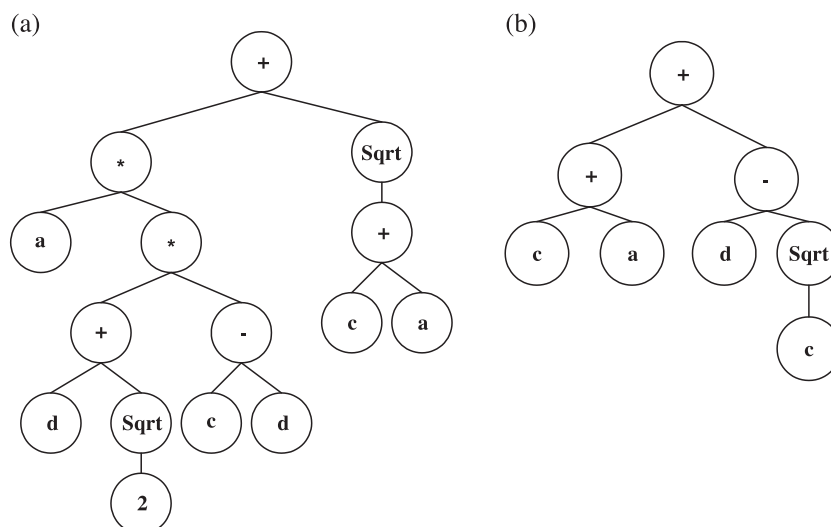 (a) (b)
+ +
* Sqrt + -
a * + c a d Sqrt
+ - c a c
d Sqrt c d
2